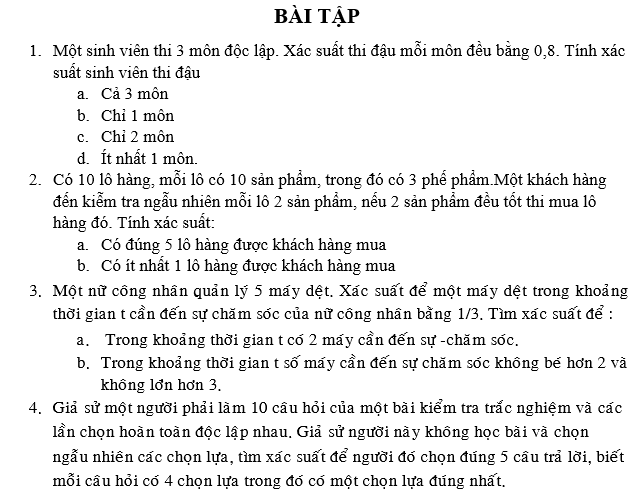 BÀI TẬP
1. Một sinh viên thi 3 môn độc lập. Xác suất thi đậu mỗi môn đều bằng 0,8. Tính xác
suất sinh viên thi đậu
a. Cả 3 môn
b. Chỉ 1 môn
c. Chỉ 2 môn
d. Ít nhất 1 môn.
2. Có 10 lô hàng, mỗi lô có 10 sản phẩm, trong đó có 3 phế phẩm.Một khách hàng
đến kiểm tra ngẫu nhiên mỗi lô 2 sản phẩm, nếu 2 sản phẩm đều tốt thi mua lô
hàng đó. Tính xác suất:
a. Có đúng 5 lô hàng được khách hàng mua
b. Có ít nhất 1 lô hàng được khách hàng mua
3. Một nữ công nhân quản lý 5 máy dệt. Xác suất để một máy dệt trong khoảng
thời gian t cần đến sự chăm sóc của nữ công nhân bằng 1/3. Tìm xác suất để :
a. Trong khoảng thời gian t có 2 máy cần đến sự -chăm sóc.
b. Trong khoảng thời gian t số máy cần đến sự chăm sóc không bé hơn 2 và
không lớn hơn 3.
4. Giả sử một người phải làm 10 câu hỏi của một bài kiểm tra trắc nghiệm và các
lần chọn hoàn toàn độc lập nhau. Giả sử người này không học bài và chọn
ngẫu nhiên các chọn lựa, tìm xác suất để người đó chọn đúng 5 câu trả lời, biết
mỗi câu hỏi có 4 chọn lựa trong đó có một chọn lựa đúng nhất.